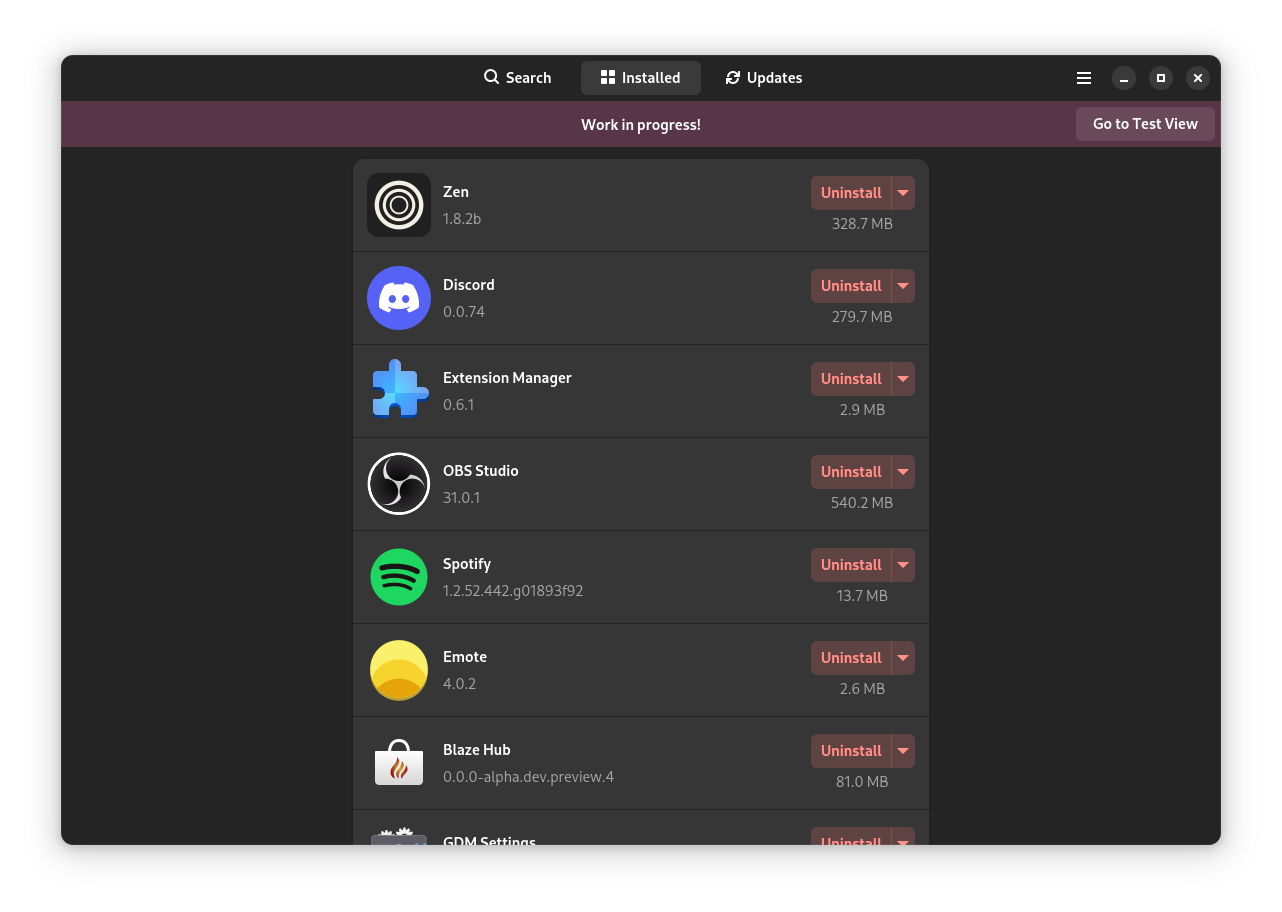 Search Installed Updates
Work in progress! Go to Test View
Zen Uninstall
1.8.2b 328.7 MB
Discord Uninstall
0.0.74 279.7 MB
Extension Manager Uninstall
0.6.1 2.9 MB
OBS Studio Uninstall
31.0.1 540.2 MB
Spotify Uninstall
1.2.52.442.g01893f92 13.7 MB
Emote Uninstall
4.0.2 2.6 MB
Blaze Hub Uninstall
0.0.0-alpha.dev.preview.4 81.0 MB
GDM Settings Uninstall